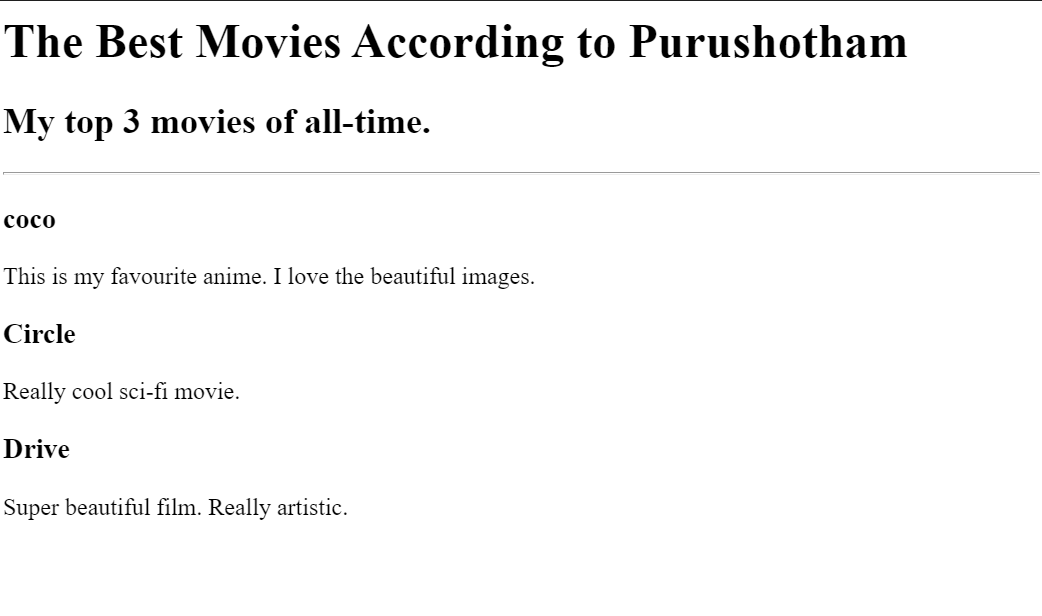 The Best Movies According to Purushotham
My top 3 movies of all-time.
coco
This is my favourite anime. I love the beautiful images.
Circle
Really cool sci-fi movie.
Drive
Super beautiful film. Really artistic.